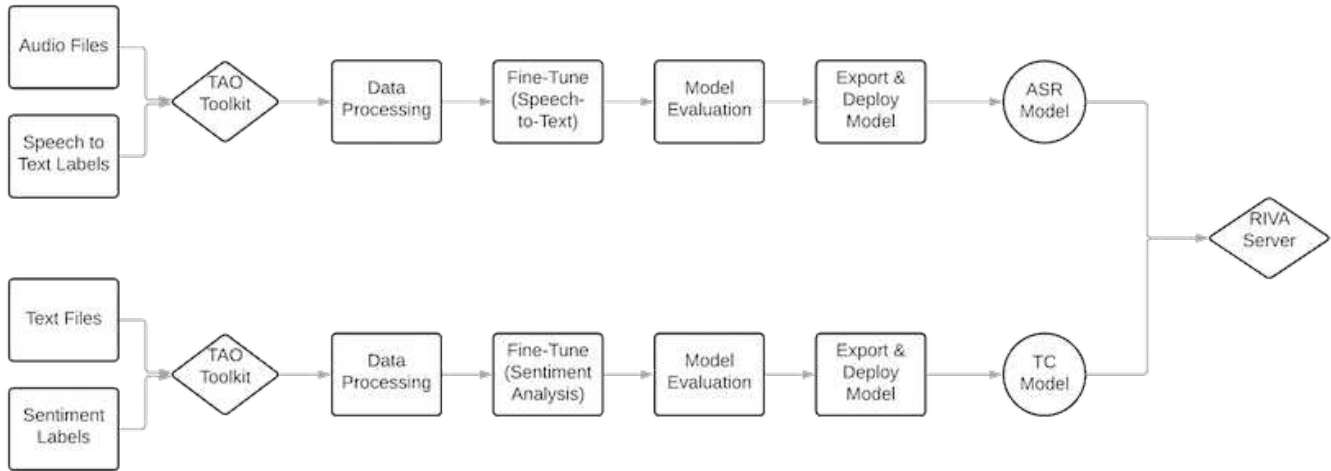 Audio Files
Speech to
Text Labels
TAO
Toolkit
Data
Processing
Fine-Tune
(Speech-
to-Text)
Model
Evaluation
Export &
Deploy
Model
ASR
Model
RIVA
Server
Text Files
Sentiment
Labels
TAO
Toolkit
Data
Processing
Fine-Tune
(Sentiment
Analysis)
Model
Evaluation
Export &
Deploy
Model
TC
Model